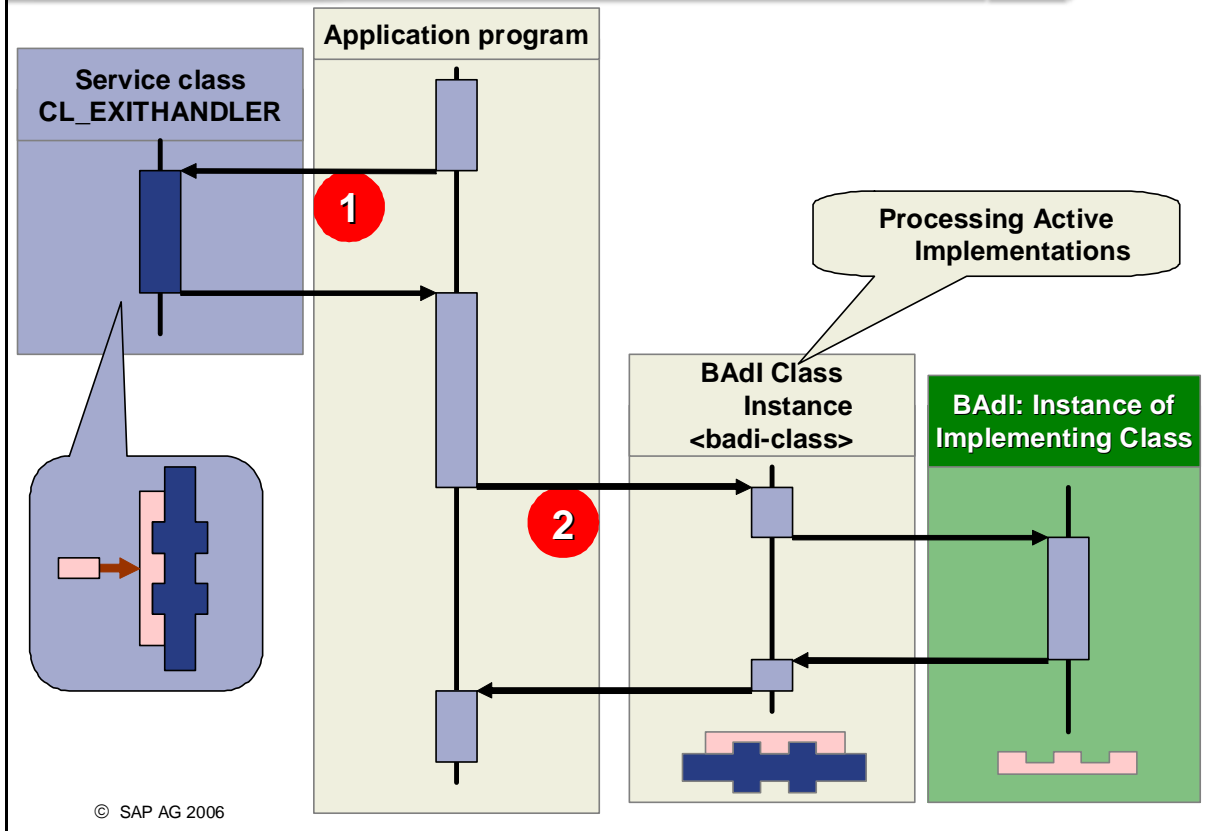 Application program
Service class
CL_EXITHANDLER
1
Processing Active
Implementations
BAdI Class
Instance
<badi-class>
BAdI: Instance of
Implementing Class
2
© SAP AG 2006